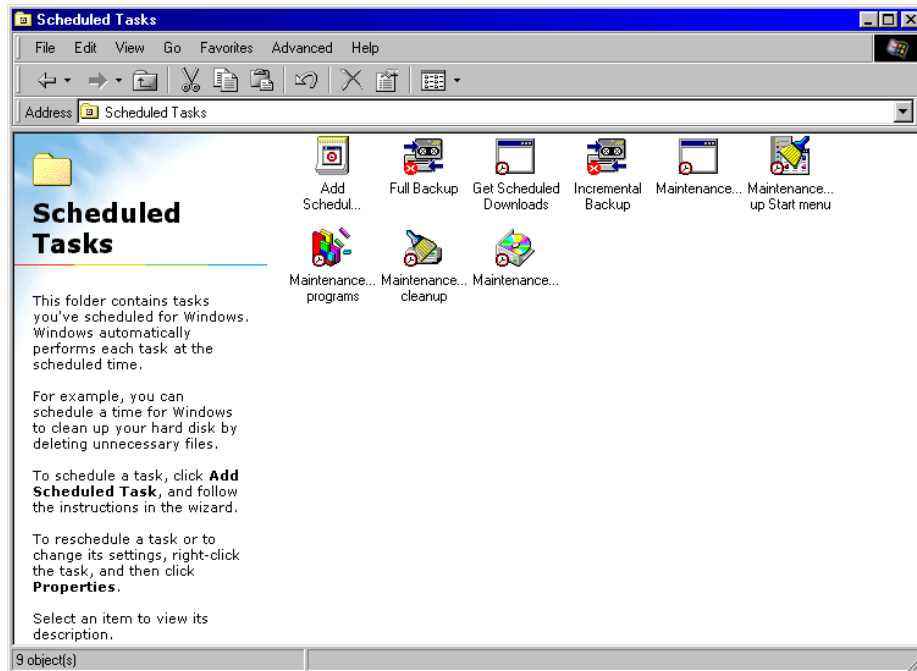 Scheduled Tasks
File Edit View Go Favorites Advanced Help
Address Scheduled Tasks
Scheduled
Tasks
This folder contains tasks
you've scheduled for Windows.
Windows automatically
performs each task at the
scheduled time.
For example, you can
schedule a time for Windows
to clean up your hard disk by
deleting unnecessary files.
To schedule a task, click Add
Scheduled Task, and follow
the instructions in the wizard.
To reschedule a task or to
change its settings, right-click
the task, and then click
Properties.
Select an item to view its
description.
Add
Schedul...
Full Backup
Get Scheduled
Downloads
Incremental
Backup
Maintenance...
Maintenance...
up Start menu
Maintenance...
programs
Maintenance...
cleanup
Maintenance...
9 object(s)